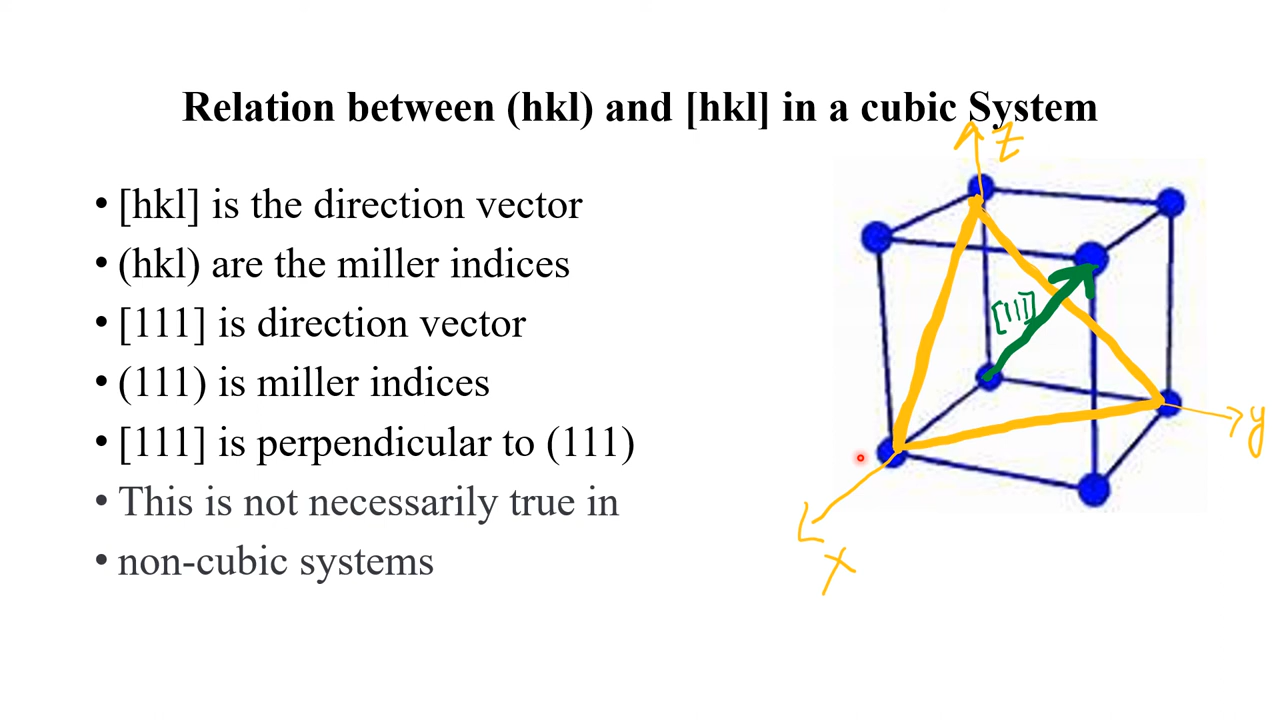 Relation between (hkl) and [hkl] in a cubic System
• [hkl] is the direction vector
• (hkl) are the miller indices
• [111] is direction vector
• (111) is miller indices
• [111] is perpendicular to (111)
• This is not necessarily true in
• non-cubic systems
z
[111]
y
x